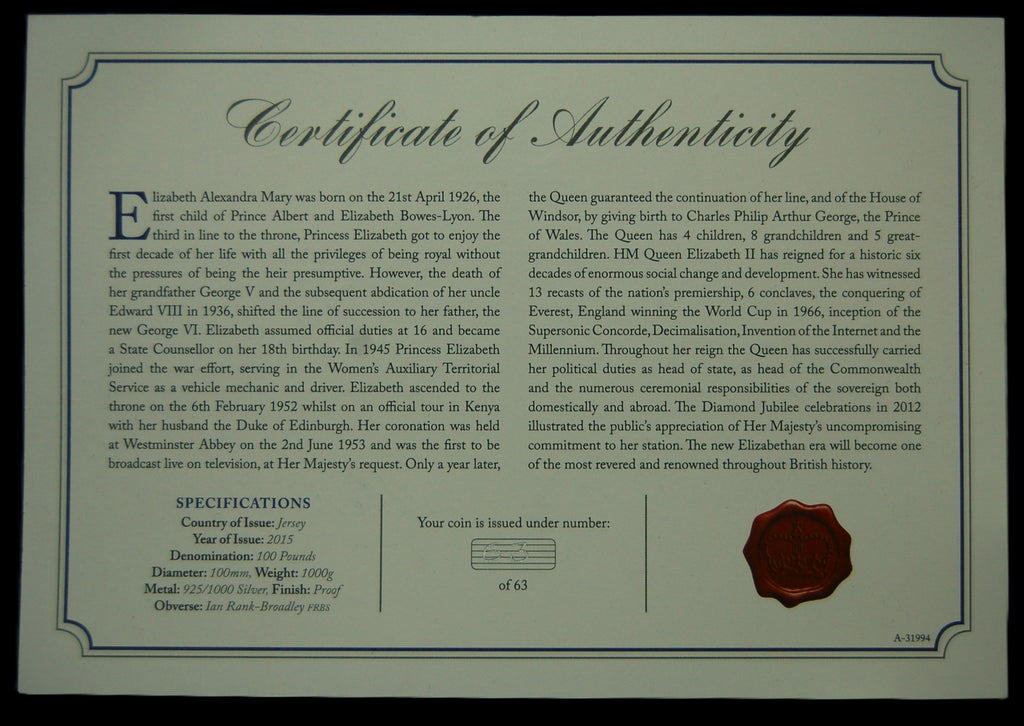 Certificate of Authenticity
Elizabeth Alexandra Mary was born on the 21st April 1926, the
first child of Prince Albert and Elizabeth Bowes-Lyon. The
third in line to the throne, Princess Elizabeth got to enjoy the
first decade of her life with all the privileges of being royal without
the pressures of being the heir presumptive. However, the death of
her grandfather George V and the subsequent abdication of her uncle
Edward VIII in 1936, shifted the line of succession to her father, the
new George VI. Elizabeth assumed official duties at 16 and became
a State Counsellor on her 18th birthday. In 1945 Princess Elizabeth
joined the war effort, serving in the Women's Auxiliary Territorial
Service as a vehicle mechanic and driver. Elizabeth ascended to the
throne on the 6th February 1952 whilst on an official tour in Kenya
with her husband the Duke of Edinburgh. Her coronation was held
at Westminster Abbey on the 2nd June 1953 and was the first to be
broadcast live on television, at Her Majesty's request. Only a year later,
the Queen guaranteed the continuation of her line, and of the House of
Windsor, by giving birth to Charles Philip Arthur George, the Prince
of Wales. The Queen has 4 children, 8 grandchildren and 5 great-
grandchildren. HM Queen Elizabeth II has reigned for a historic six
decades of enormous social change and development. She has witnessed
13 recasts of the nation's premiership, 6 conclaves, the conquering of
Everest, England winning the World Cup in 1966, inception of the
Supersonic Concorde, Decimalisation, Invention of the Internet and the
Millennium. Throughout her reign the Queen has successfully carried
her political duties as head of state, as head of the Commonwealth
and the numerous ceremonial responsibilities of the sovereign both
domestically and abroad. The Diamond Jubilee celebrations in 2012
illustrated the public's appreciation of Her Majesty's uncompromising
commitment to her station. The new Elizabethan era will become one
of the most revered and renowned throughout British history.
SPECIFICATIONS
Country of Issue: Jersey
Year of Issue: 2015
Denomination: 100 Pounds
Diameter: 100mm, Weight: 1000g
Metal: 925/1000 Silver, Finish: Proof
Obverse: Ian Rank-Broadley FRBS
Your coin is issued under number:
63
of 63
A-31994